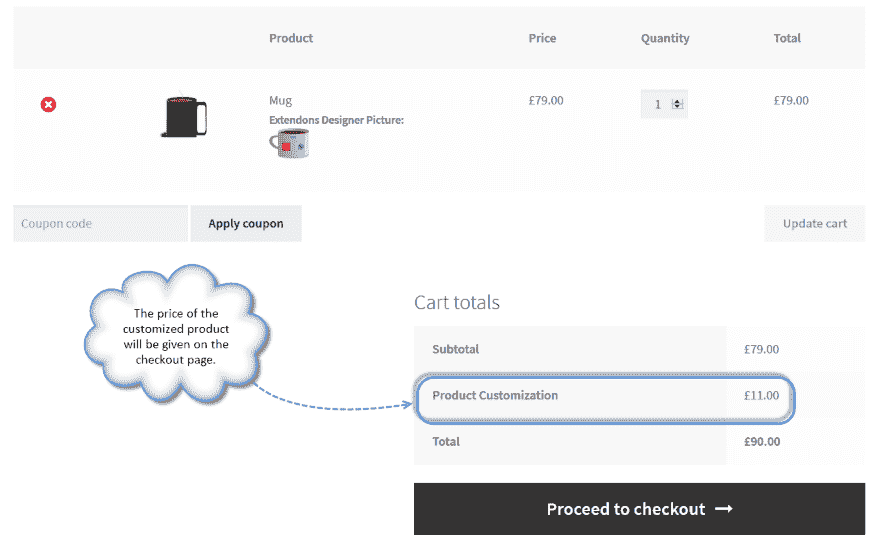 Product Price Quantity Total
Mug £79.00 1 £79.00
Extendons Designer Picture:
Coupon code Apply coupon Update cart
The price of the
customized product
will be given on the
checkout page.
Cart totals
Subtotal £79.00
Product Customization £11.00
Total £90.00
Proceed to checkout →